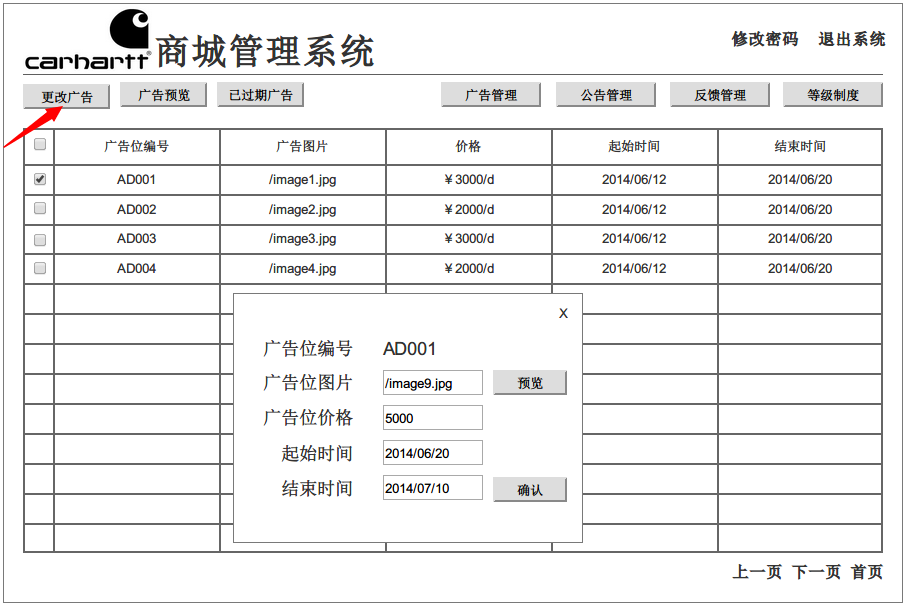 carhartt® 商城管理系统
修改密码 退出系统
更改广告 广告预览 已过期广告 广告管理 公告管理 反馈管理 等级制度
广告位编号 广告图片 价格 起始时间 结束时间
AD001 /image1.jpg ￥3000/d 2014/06/12 2014/06/20
AD002 /image2.jpg ￥2000/d 2014/06/12 2014/06/20
AD003 /image3.jpg ￥3000/d 2014/06/12 2014/06/20
AD004 /image4.jpg ￥2000/d 2014/06/12 2014/06/20
X
广告位编号 AD001
广告位图片 /image9.jpg 预览
广告位价格 5000
起始时间 2014/06/20
结束时间 2014/07/10 确认
上一页 下一页 首页